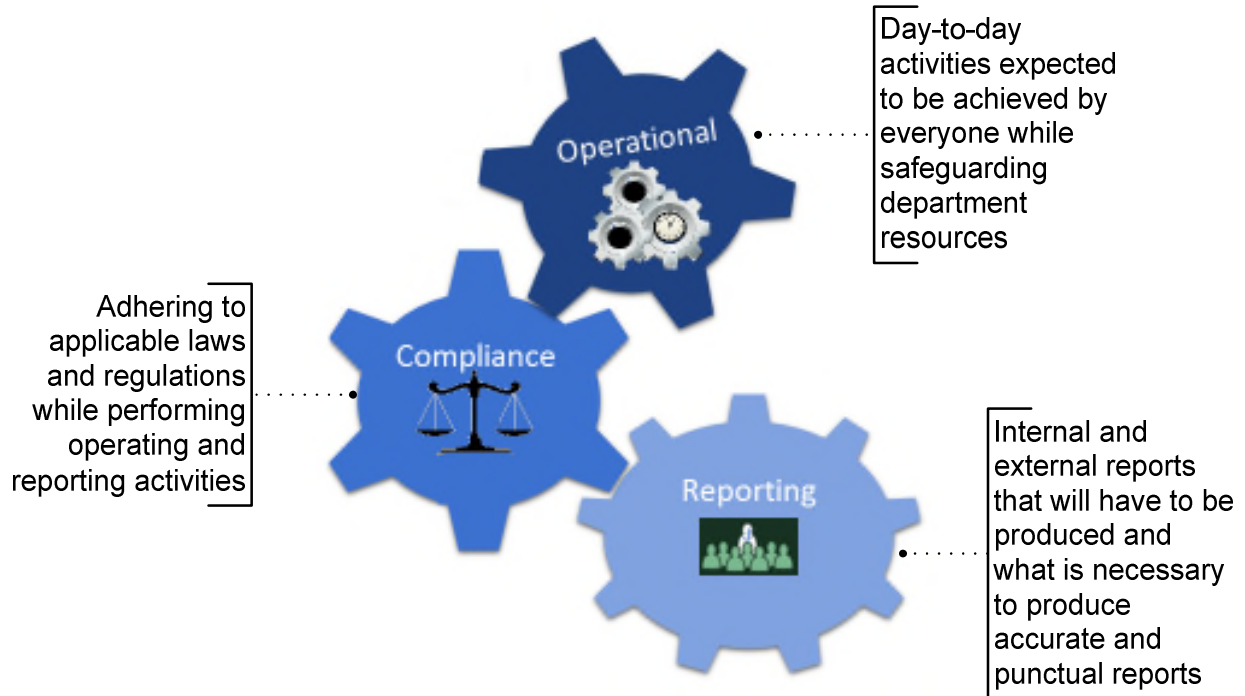 Operational
Day-to-day
activities expected
to be achieved by
everyone while
safeguarding
department
resources
Adhering to
applicable laws
and regulations
while performing
operating and
reporting activities
Compliance
Reporting
Internal and
external reports
that will have to be
produced and
what is necessary
to produce
accurate and
punctual reports